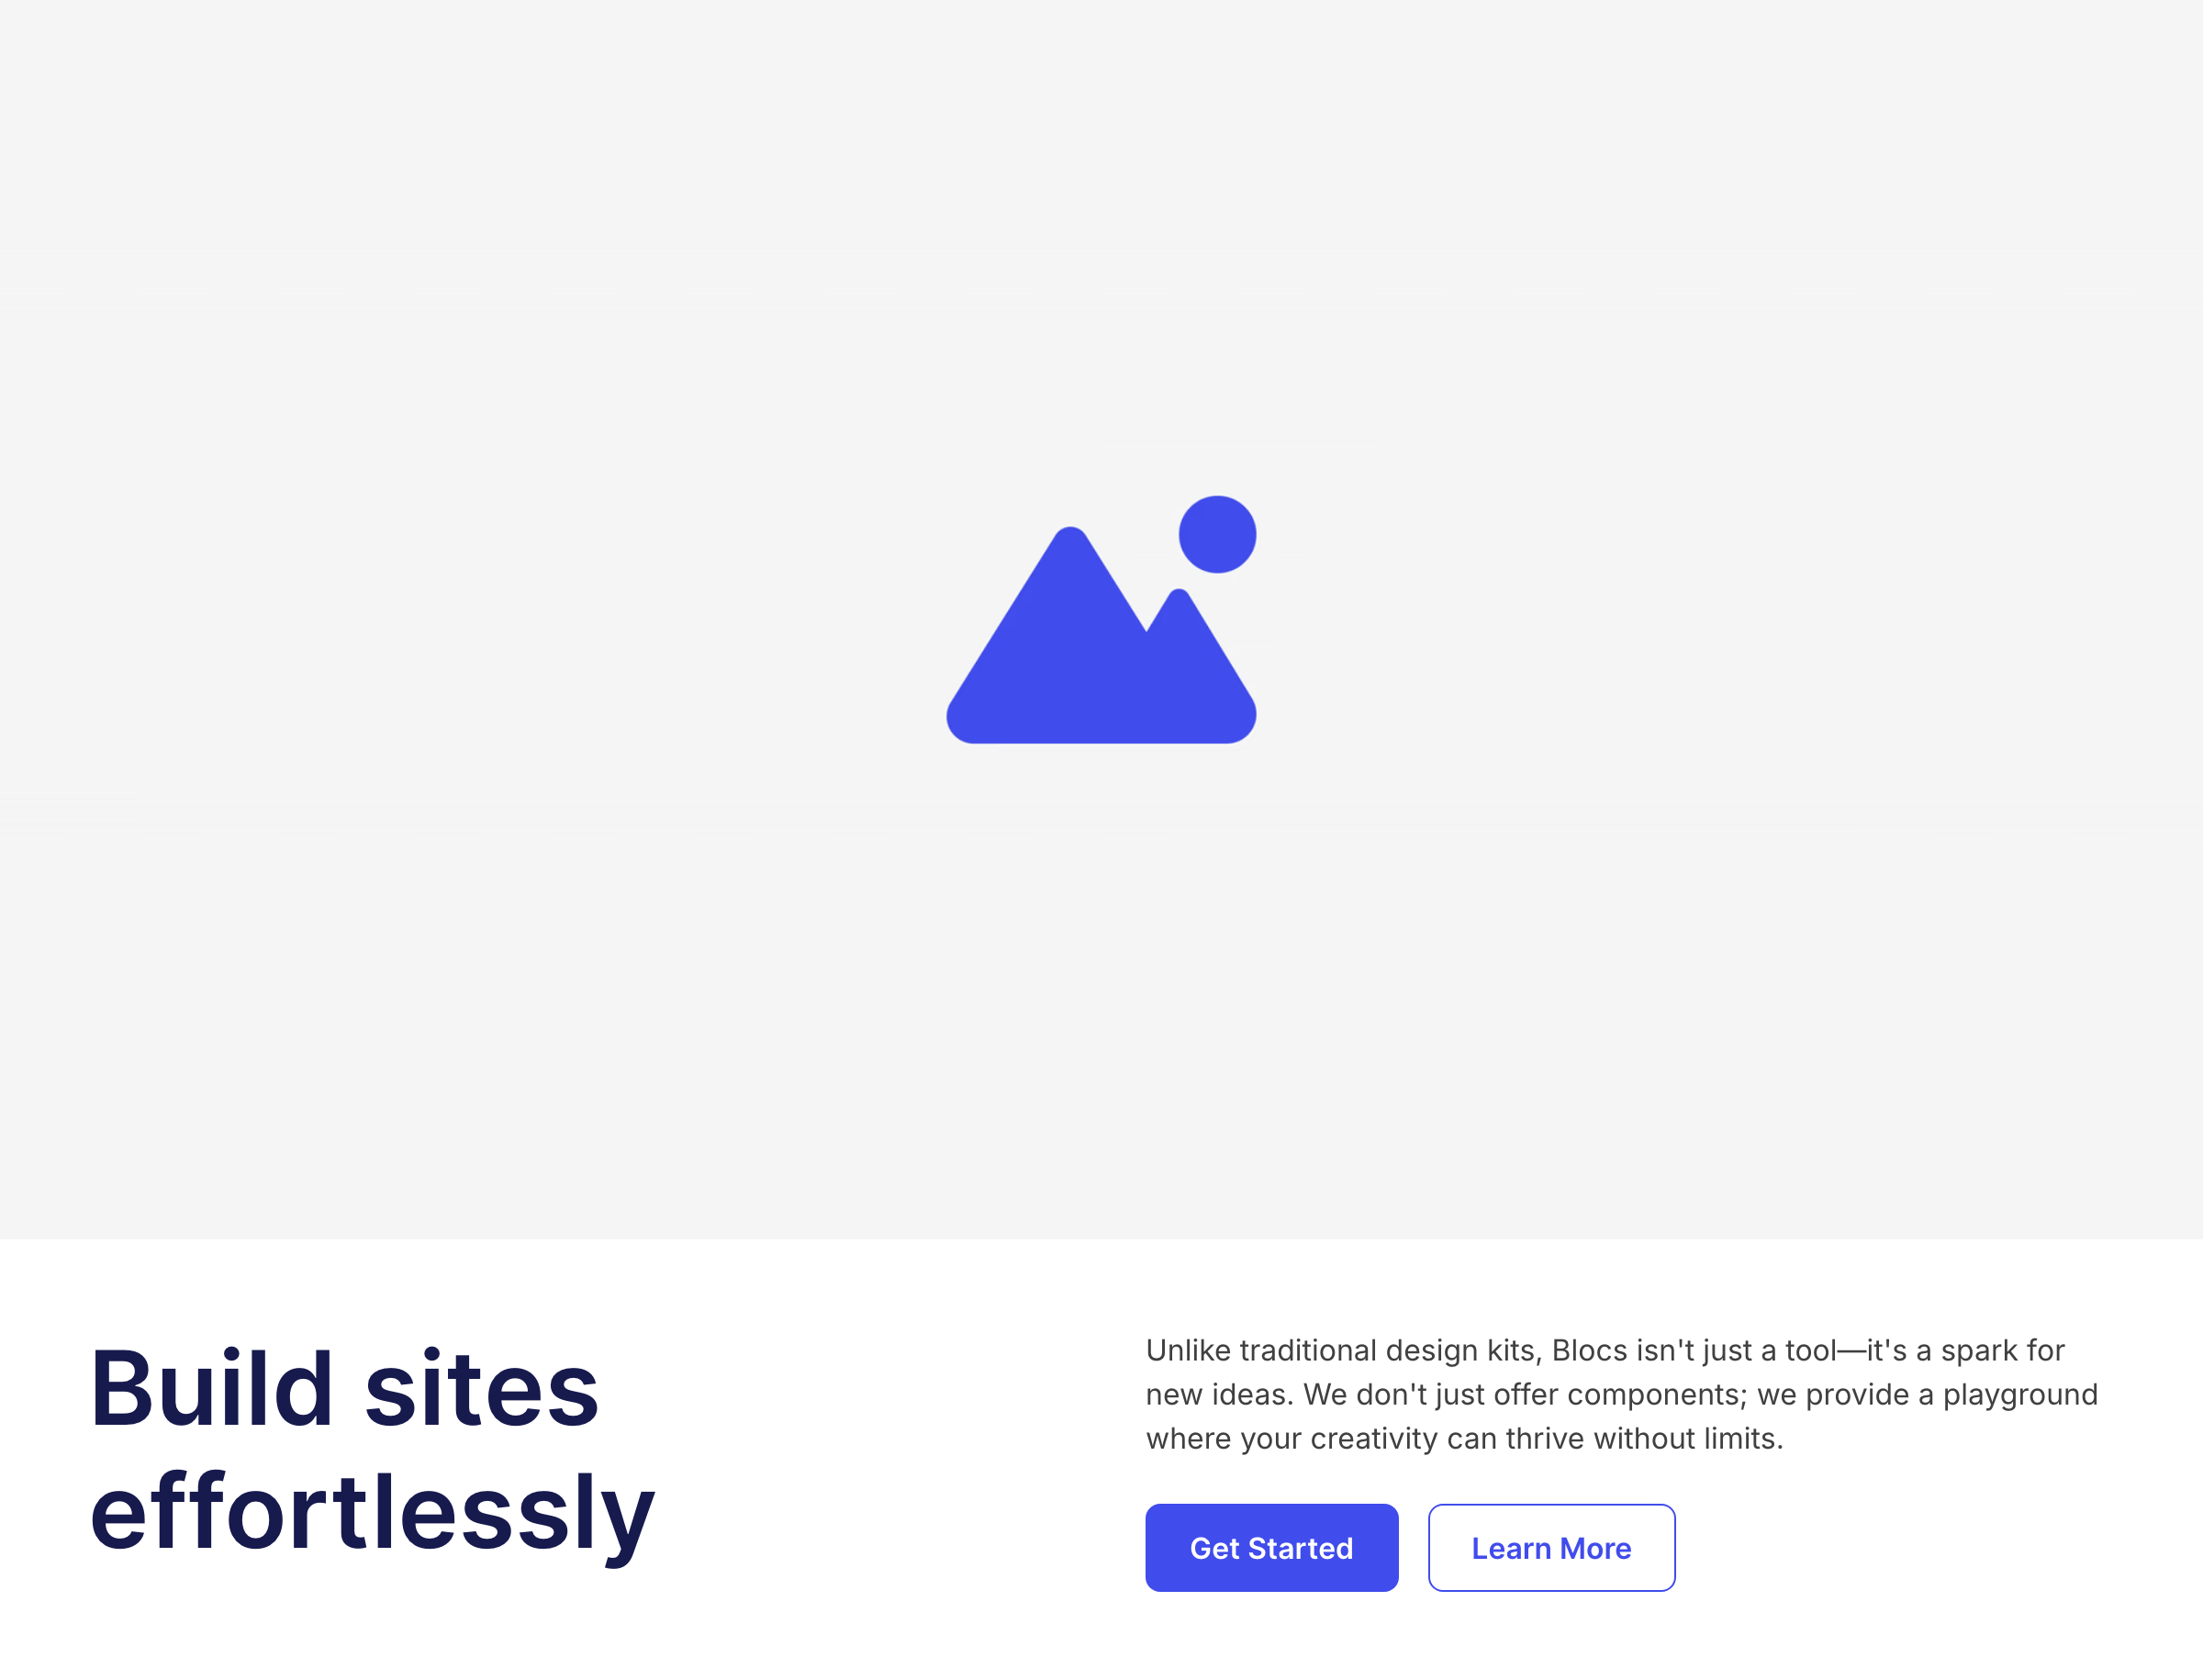 Build sites
effortlessly
Unlike traditional design kits, Blocs isn't just a tool—it's a spark for
new ideas. We don't just offer components; we provide a playground
where your creativity can thrive without limits.
Get Started
Learn More